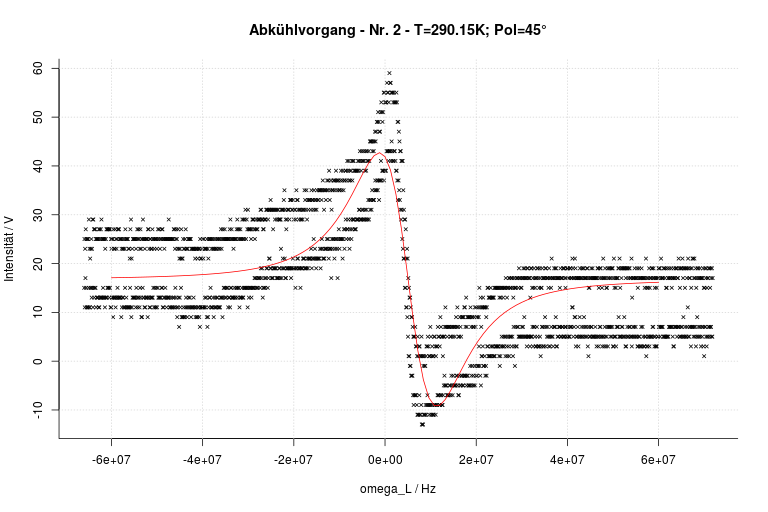 Abkühlvorgang - Nr. 2 - T=290.15K; Pol=45°
Intensität / V
60
50
40
30
20
10
0
-10
-6e+07 -4e+07 -2e+07 0e+00 2e+07 4e+07 6e+07
omega_L / Hz